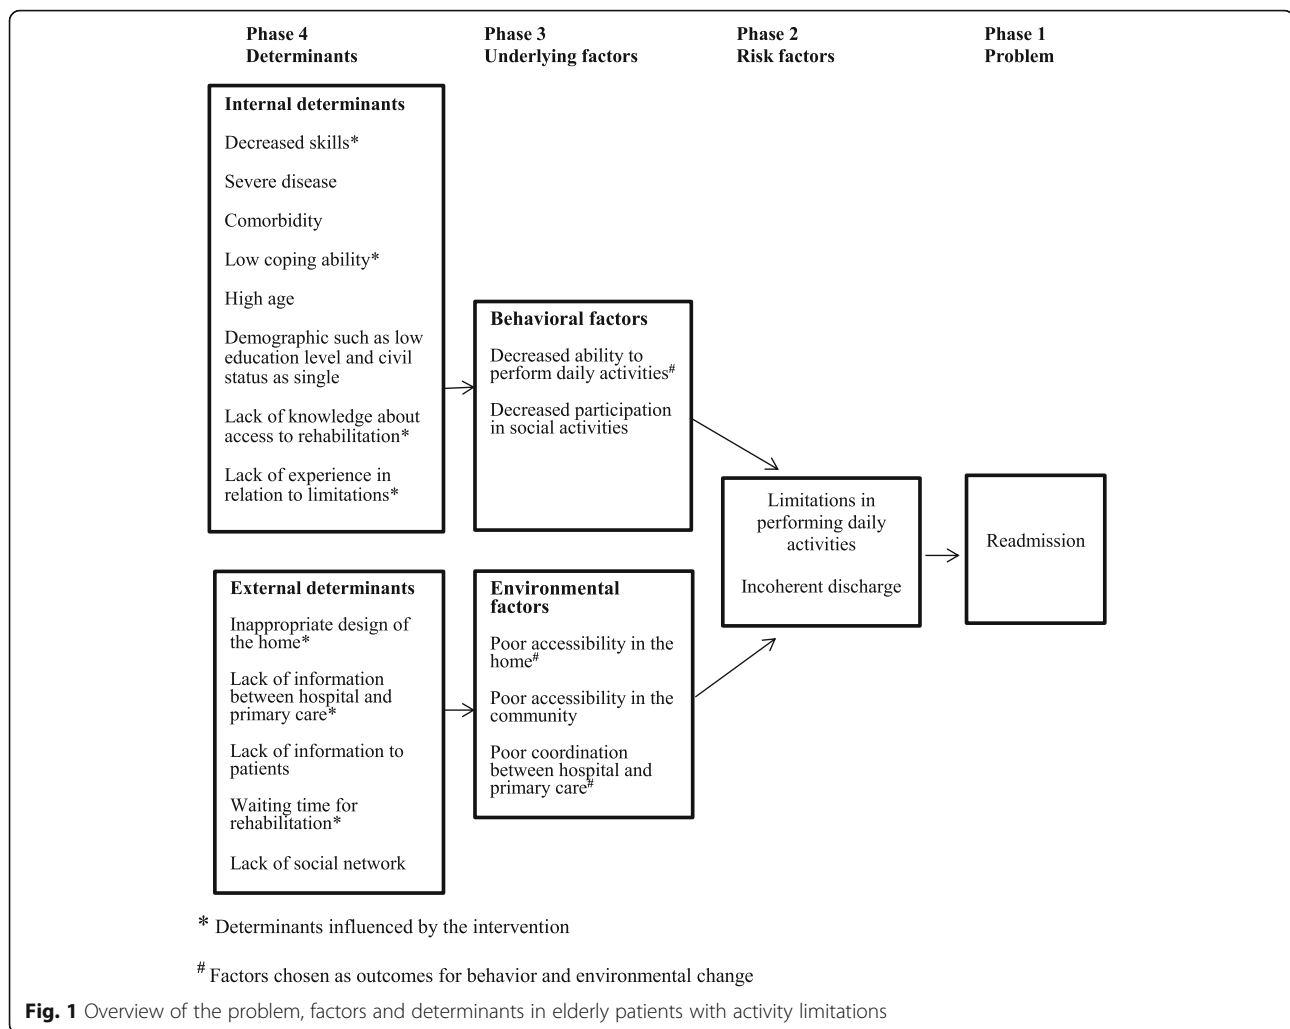 Phase 4
Determinants
Phase 3
Underlying factors
Phase 2
Risk factors
Phase 1
Problem
Internal determinants
Decreased skills*
Severe disease
Comorbidity
Low coping ability*
High age
Demographic such as low
education level and civil
status as single
Lack of knowledge about
access to rehabilitation*
Lack of experience in
relation to limitations*
External determinants
Inappropriate design of
the home*
Lack of information
between hospital and
primary care*
Lack of information to
patients
Waiting time for
rehabilitation*
Lack of social network
Behavioral factors
Decreased ability to
perform daily activities#
Decreased participation
in social activities
Environmental
factors
Poor accessibility in the
home#
Poor accessibility in the
community
Poor coordination
between hospital and
primary care#
Limitations in
performing daily
activities
Incoherent discharge
Readmission
* Determinants influenced by the intervention
# Factors chosen as outcomes for behavior and environmental change
Fig. 1 Overview of the problem, factors and determinants in elderly patients with activity limitations